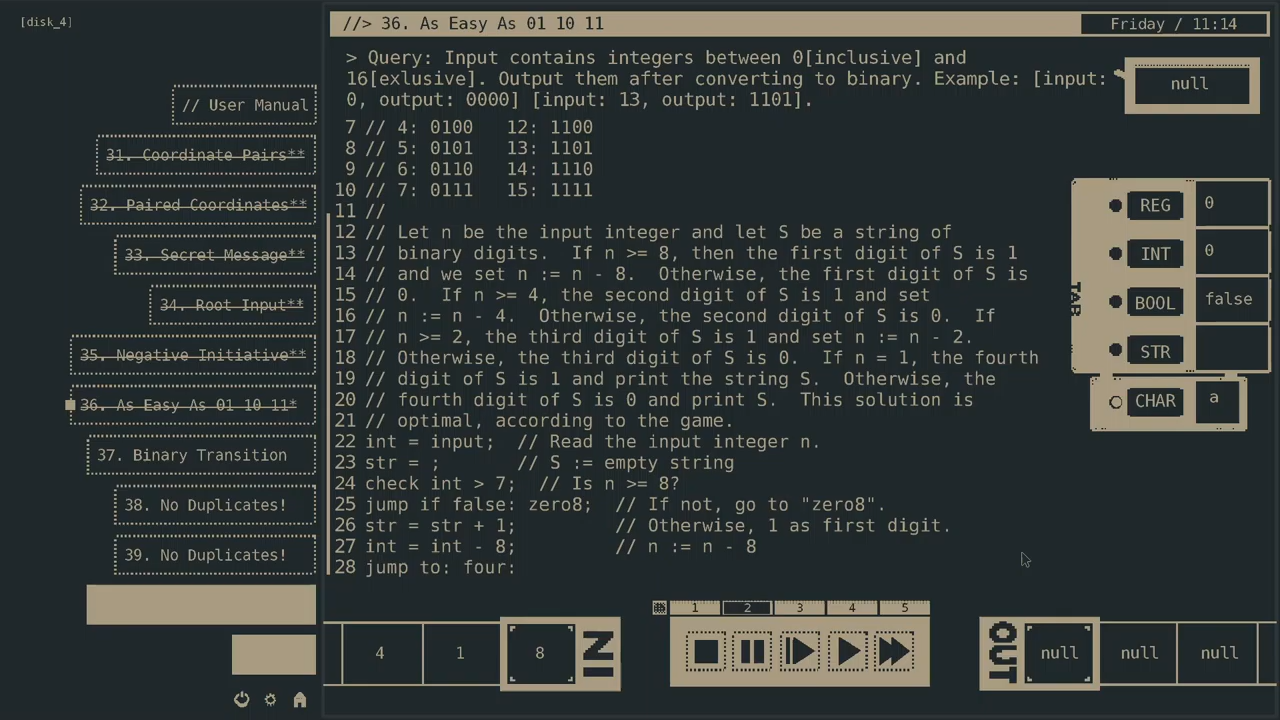 [disk_4]
//> 36. As Easy As 01 10 11
Friday / 11:14
> Query: Input contains integers between 0[inclusive] and
16[exlusive]. Output them after converting to binary. Example: [input:
0, output: 0000] [input: 13, output: 1101].
null
// User Manual
31. Coordinate Pairs**
32. Paired Coordinates**
33. Secret Message**
34. Root Input**
35. Negative Initiative**
36. As Easy As 01 10 11*
37. Binary Transition
38. No Duplicates!
39. No Duplicates!
7 // 4: 0100   12: 1100
8 // 5: 0101   13: 1101
9 // 6: 0110   14: 1110
10 // 7: 0111   15: 1111
11 //
12 // Let n be the input integer and let S be a string of
13 // binary digits.  If n >= 8, then the first digit of S is 1
14 // and we set n := n - 8.  Otherwise, the first digit of S is
15 // 0.  If n >= 4, the second digit of S is 1 and set
16 // n := n - 4.  Otherwise, the second digit of S is 0.  If
17 // n >= 2, the third digit of S is 1 and set n := n - 2.
18 // Otherwise, the third digit of S is 0.  If n = 1, the fourth
19 // digit of S is 1 and print the string S.  Otherwise, the
20 // fourth digit of S is 0 and print S.  This solution is
21 // optimal, according to the game.
22 int = input;  // Read the input integer n.
23 str = ;       // S := empty string
24 check int > 7;  // Is n >= 8?
25 jump if false: zero8;  // If not, go to "zero8".
26 str = str + 1;         // Otherwise, 1 as first digit.
27 int = int - 8;         // n := n - 8
28 jump to: four:
TAB
REG 0
INT 0
BOOL false
STR
CHAR a
1 2 3 4 5
4 1 8 IN
OUT null null null